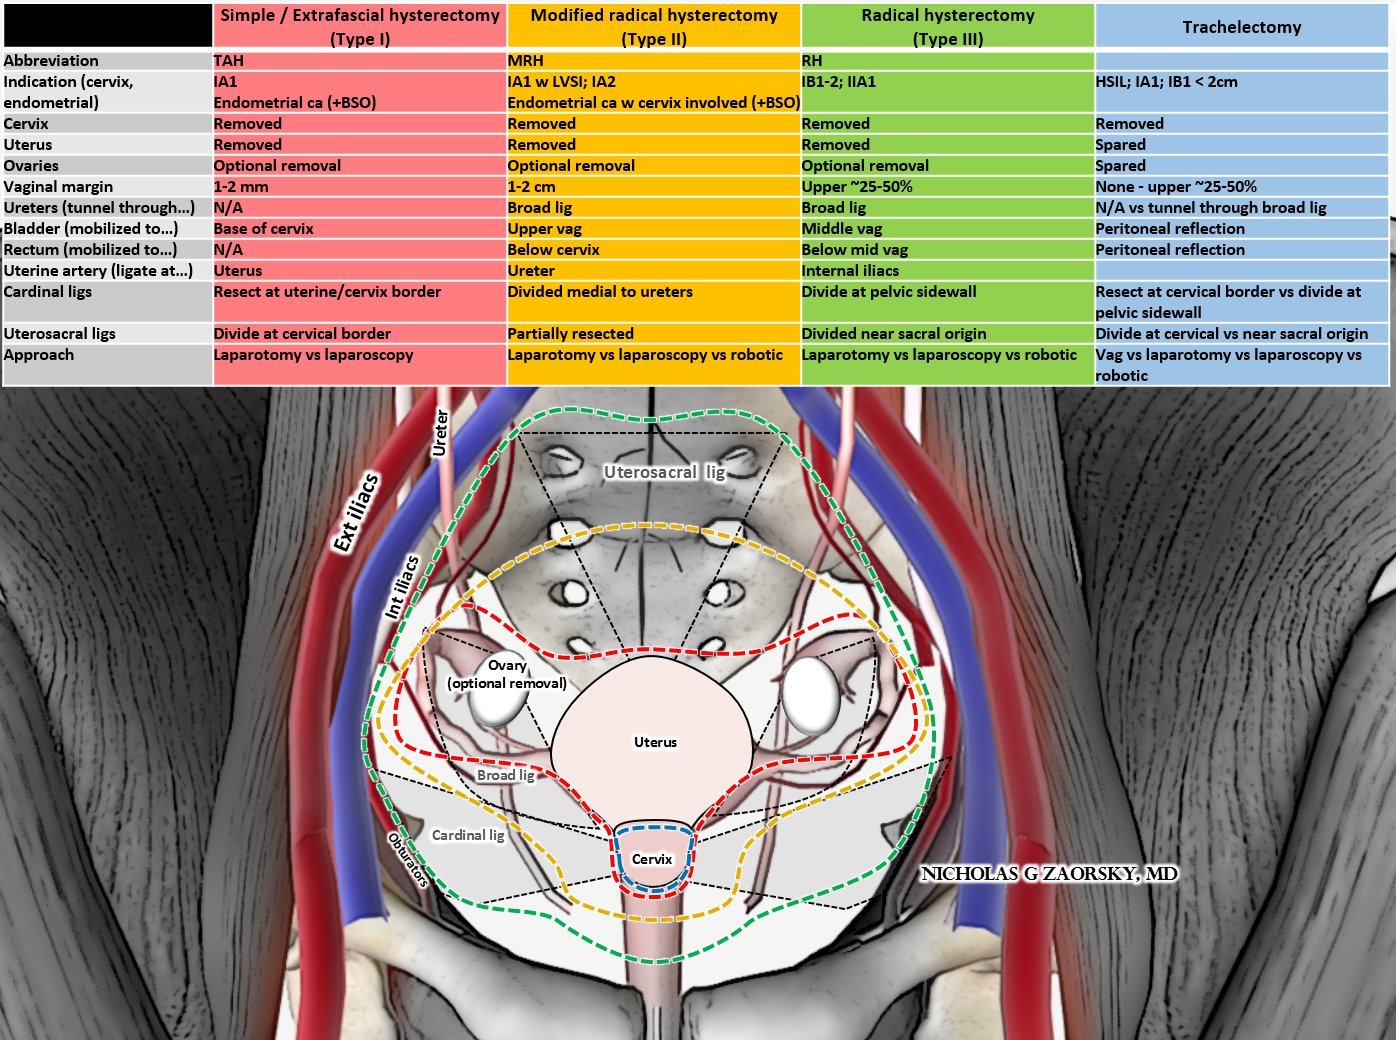 Simple / Extrafascial hysterectomy (Type I) Modified radical hysterectomy (Type II) Radical hysterectomy (Type III) Trachelectomy
Abbreviation TAH MRH RH
Indication (cervix, endometrial) IA1 Endometrial ca (+BSO) IA1 w LVSI; IA2 Endometrial ca w cervix involved (+BSO) IB1-2; IIA1 HSIL; IA1; IB1 < 2cm
Cervix Removed Removed Removed Removed
Uterus Removed Removed Removed Spared
Ovaries Optional removal Optional removal Optional removal Spared
Vaginal margin 1-2 mm 1-2 cm Upper ~25-50% None - upper ~25-50%
Ureters (tunnel through...) N/A Broad lig Broad lig N/A vs tunnel through broad lig
Bladder (mobilized to...) Base of cervix Upper vag Middle vag Peritoneal reflection
Rectum (mobilized to...) N/A Below cervix Below mid vag Peritoneal reflection
Uterine artery (ligate at...) Uterus Ureter Internal iliacs
Cardinal ligs Resect at uterine/cervix border Divided medial to ureters Divide at pelvic sidewall Resect at cervical border vs divide at pelvic sidewall
Uterosacral ligs Divide at cervical border Partially resected Divided near sacral origin Divide at cervical vs near sacral origin
Approach Laparotomy vs laparoscopy Laparotomy vs laparoscopy vs robotic Laparotomy vs laparoscopy vs robotic Vag vs laparotomy vs laparoscopy vs robotic
Ureter
Uterosacral lig
Ext iliacs
Int iliacs
Ovary
(optional removal)
Uterus
Broad lig
Cardinal lig
Obturators
Cervix
NICHOLAS G ZAORSKY, MD